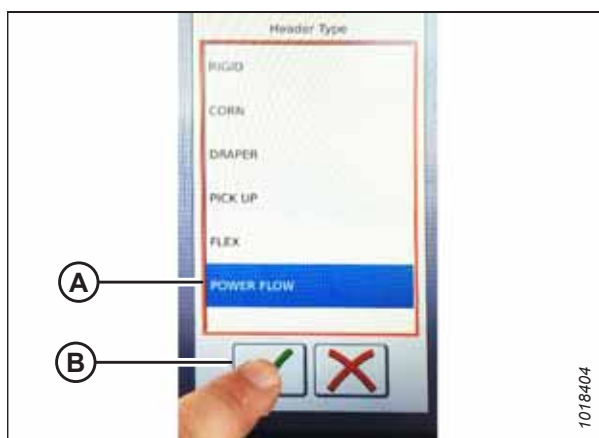 Header Type
RIGID
CORN
DRAPER
PICK UP
FLEX
A
POWER FLOW
B
1018404